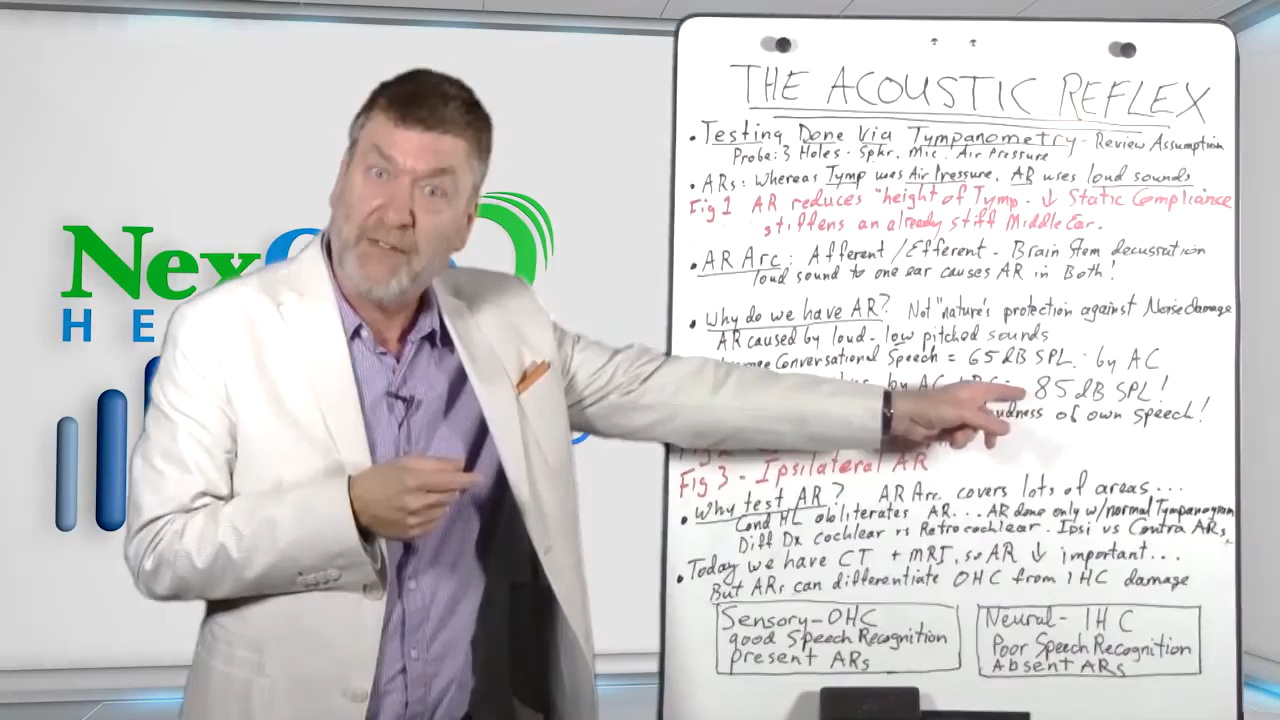 Nex
HE
THE ACOUSTIC REFLEX
• Testing Done Via Tympanometry - Review Assumption
Probe: 3 Holes - Spkr. Mic. Air Pressure
• ARs: Whereas Tymp uses Air Pressure, AR uses loud sounds
Fig 1 AR reduces "height of Tymp - ↓ Static Compliance
stiffens an already stiff Middle Ear.
• AR Arc: Afferent/Efferent - Brain Stem decussation
loud sound to one ear causes AR in Both!
• Why do we have AR? Not "nature's protection against Noise damage
AR caused by loud - low pitched sounds
Conversational Speech = 65 dB SPL. by AC
by AC 85 dB SPL!
of own speech!
Fig 3 - Ipsilateral AR
• Why test AR? AR Arc covers lots of areas...
Cond HL obliterates AR... AR done only w/normal Tympanogram
Diff Dx cochlear vs Retrocochlear - Ipsi vs Contra ARs
• Today we have CT + MRI, so AR ↓ important...
But ARs can differentiate OHC from IHC damage
Sensory - OHC
good Speech Recognition
present ARs
Neural - IHC
Poor Speech Recognition
Absent ARs